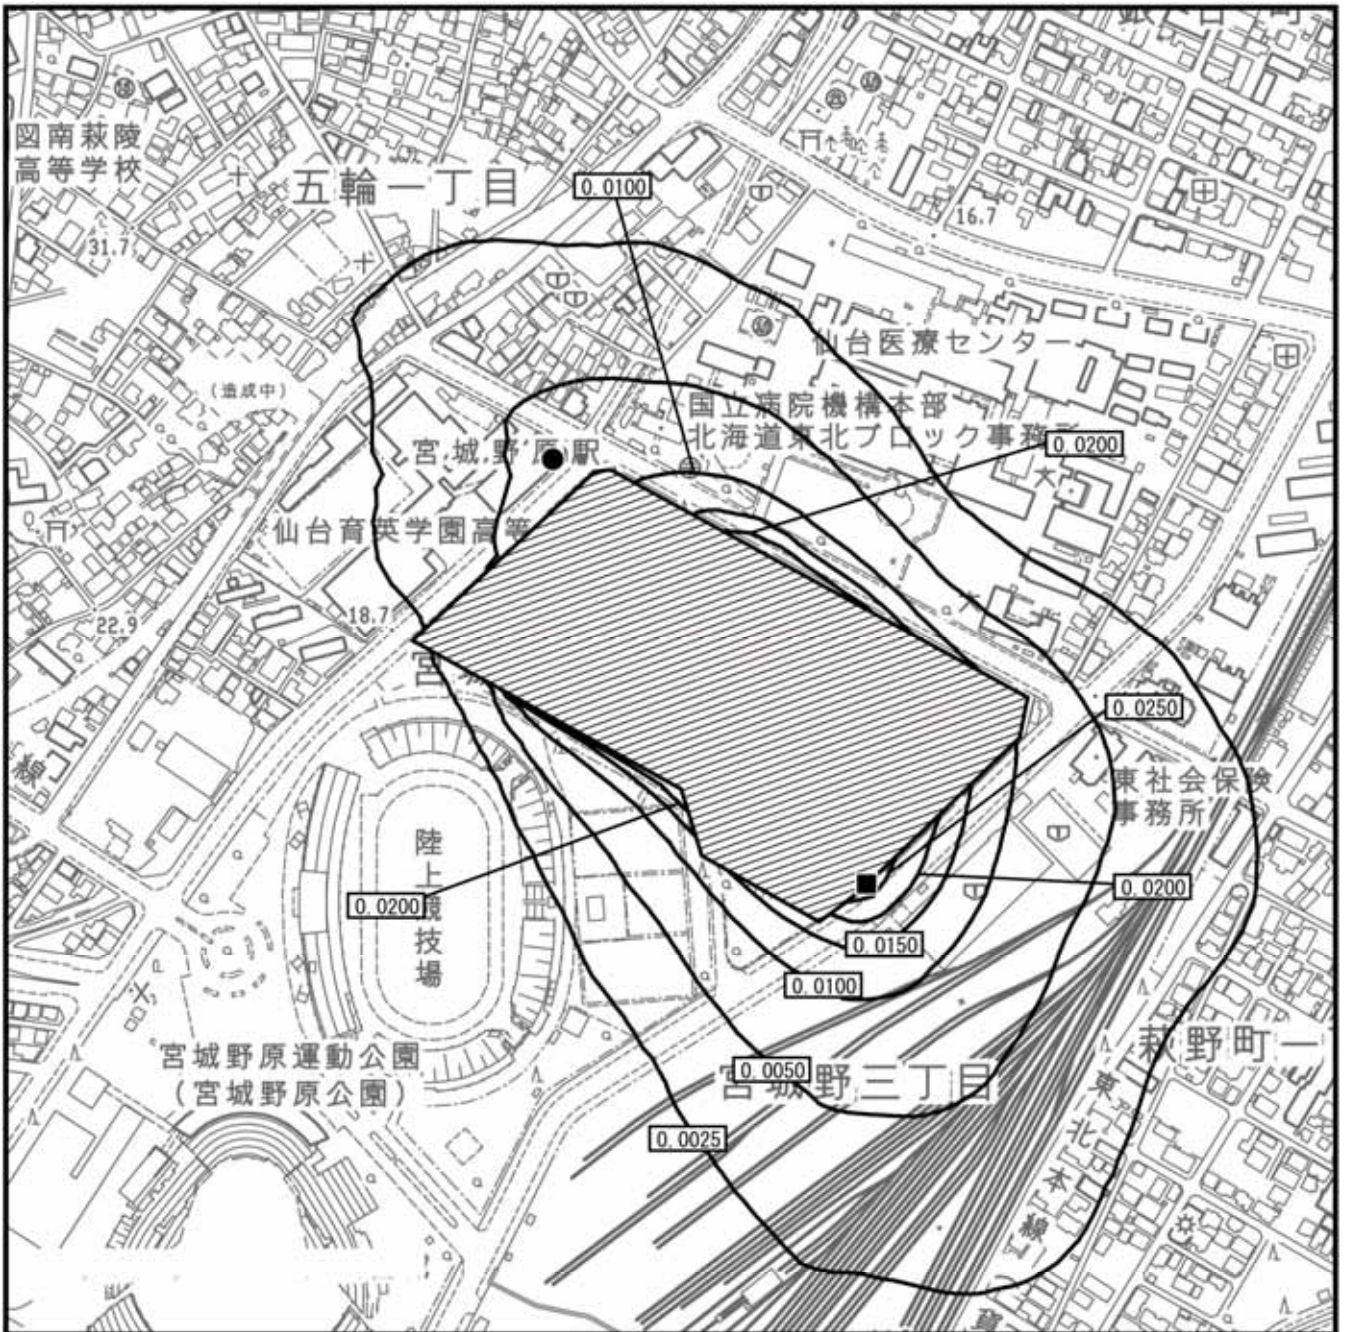 図南萩陵
高等学校
五輪一丁目
0.0100
16.7
31.7
仙台医療センター
(造成中)
国立病院機構本部
北海道東北ブロック事務所
0.0200
宮城野原駅
仙台育英学園高等
18.7
22.9
宮
0.0250
線
東社会保険
事務所
陸上競技場
0.0200
0.0200
0.0150
0.0100
宮城野原運動公園
(宮城野原公園)
0.0050
宮城野三丁目
萩野町一
0.0025
東北本線
貨